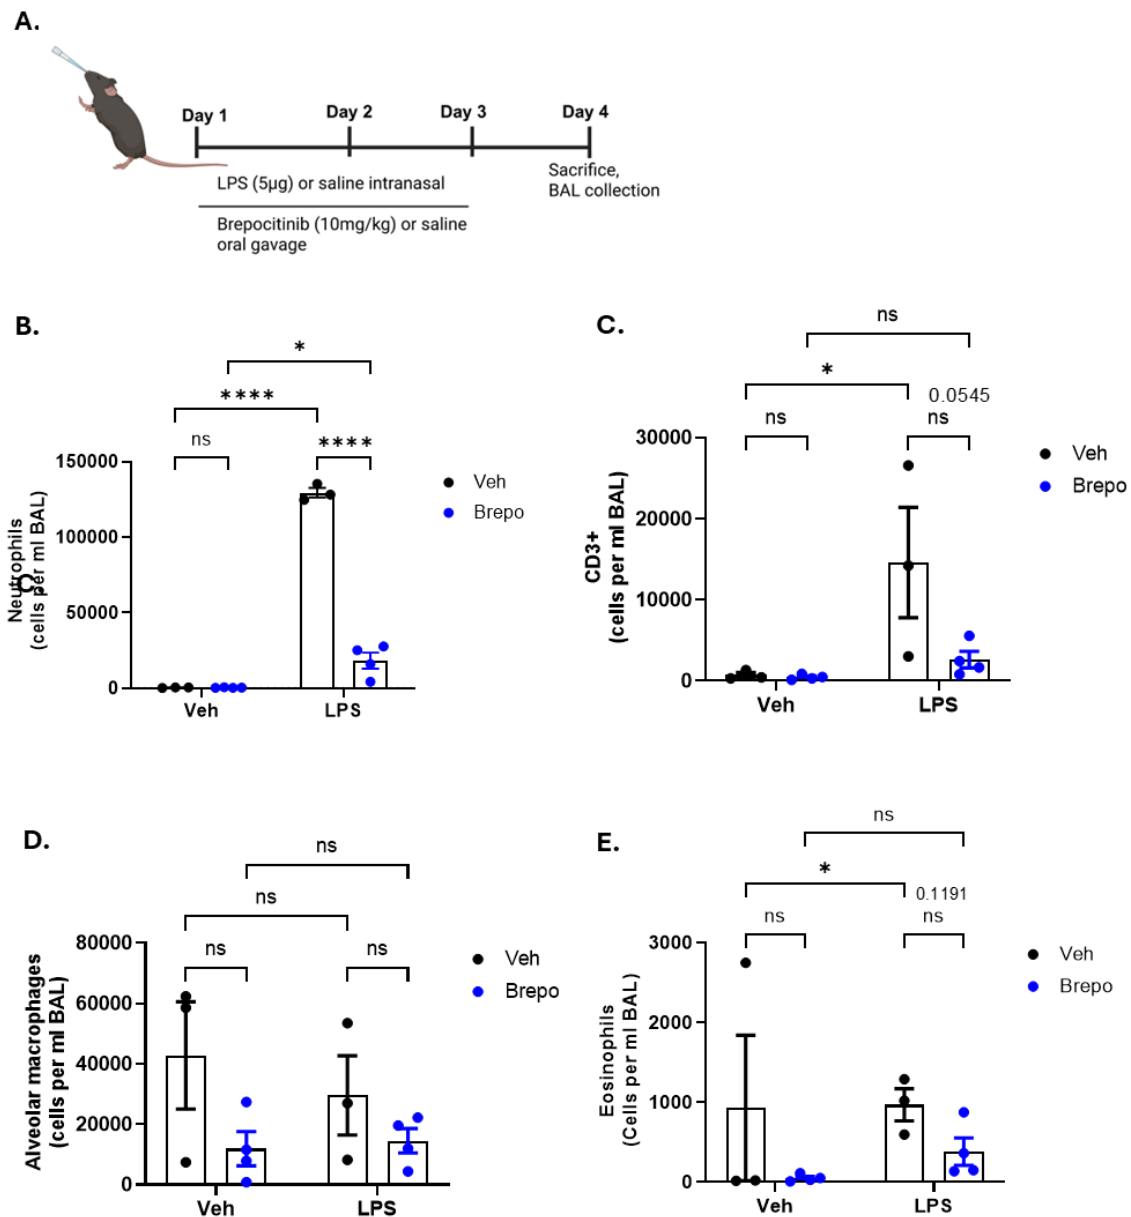 A.
Day 1
Day 2
Day 3
Day 4
LPS (5µg) or saline intranasal
Sacrifice,
BAL collection
Brepocitinib (10mg/kg) or saline
oral gavage
B.
*
****
ns
****
150000
100000
50000
0
Neutrophils
(cells per ml BAL)
C.
Veh
LPS
Veh
Brepo
C.
ns
*
0.0545
ns
ns
30000
20000
10000
0
CD3+
(cells per ml BAL)
Veh
LPS
Veh
Brepo
D.
ns
ns
ns
ns
80000
60000
40000
20000
0
Alveolar macrophages
(cells per ml BAL)
Veh
LPS
Veh
Brepo
E.
ns
*
0.1191
ns
ns
3000
2000
1000
0
Eosinophils
(Cells per ml BAL)
Veh
LPS
Veh
Brepo